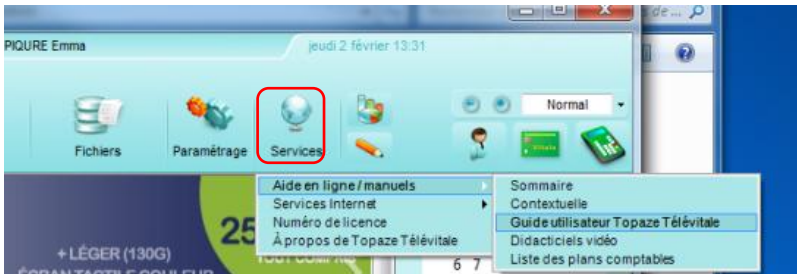 de ...
PIQURE Emma
jeudi 2 février 13:31
Normal
Fichiers
Paramétrage
Services
vitale
Aide en ligne / manuels
Services Internet
Numéro de licence
À propos de Topaze Télévitale
Sommaire
Contextuelle
Guide utilisateur Topaze Télévitale
Didacticiels vidéo
Liste des plans comptables
25
+ LÉGER (130G)
ÉCRAN TACTILE COULEUR
TOUT COMPRIS
6 7